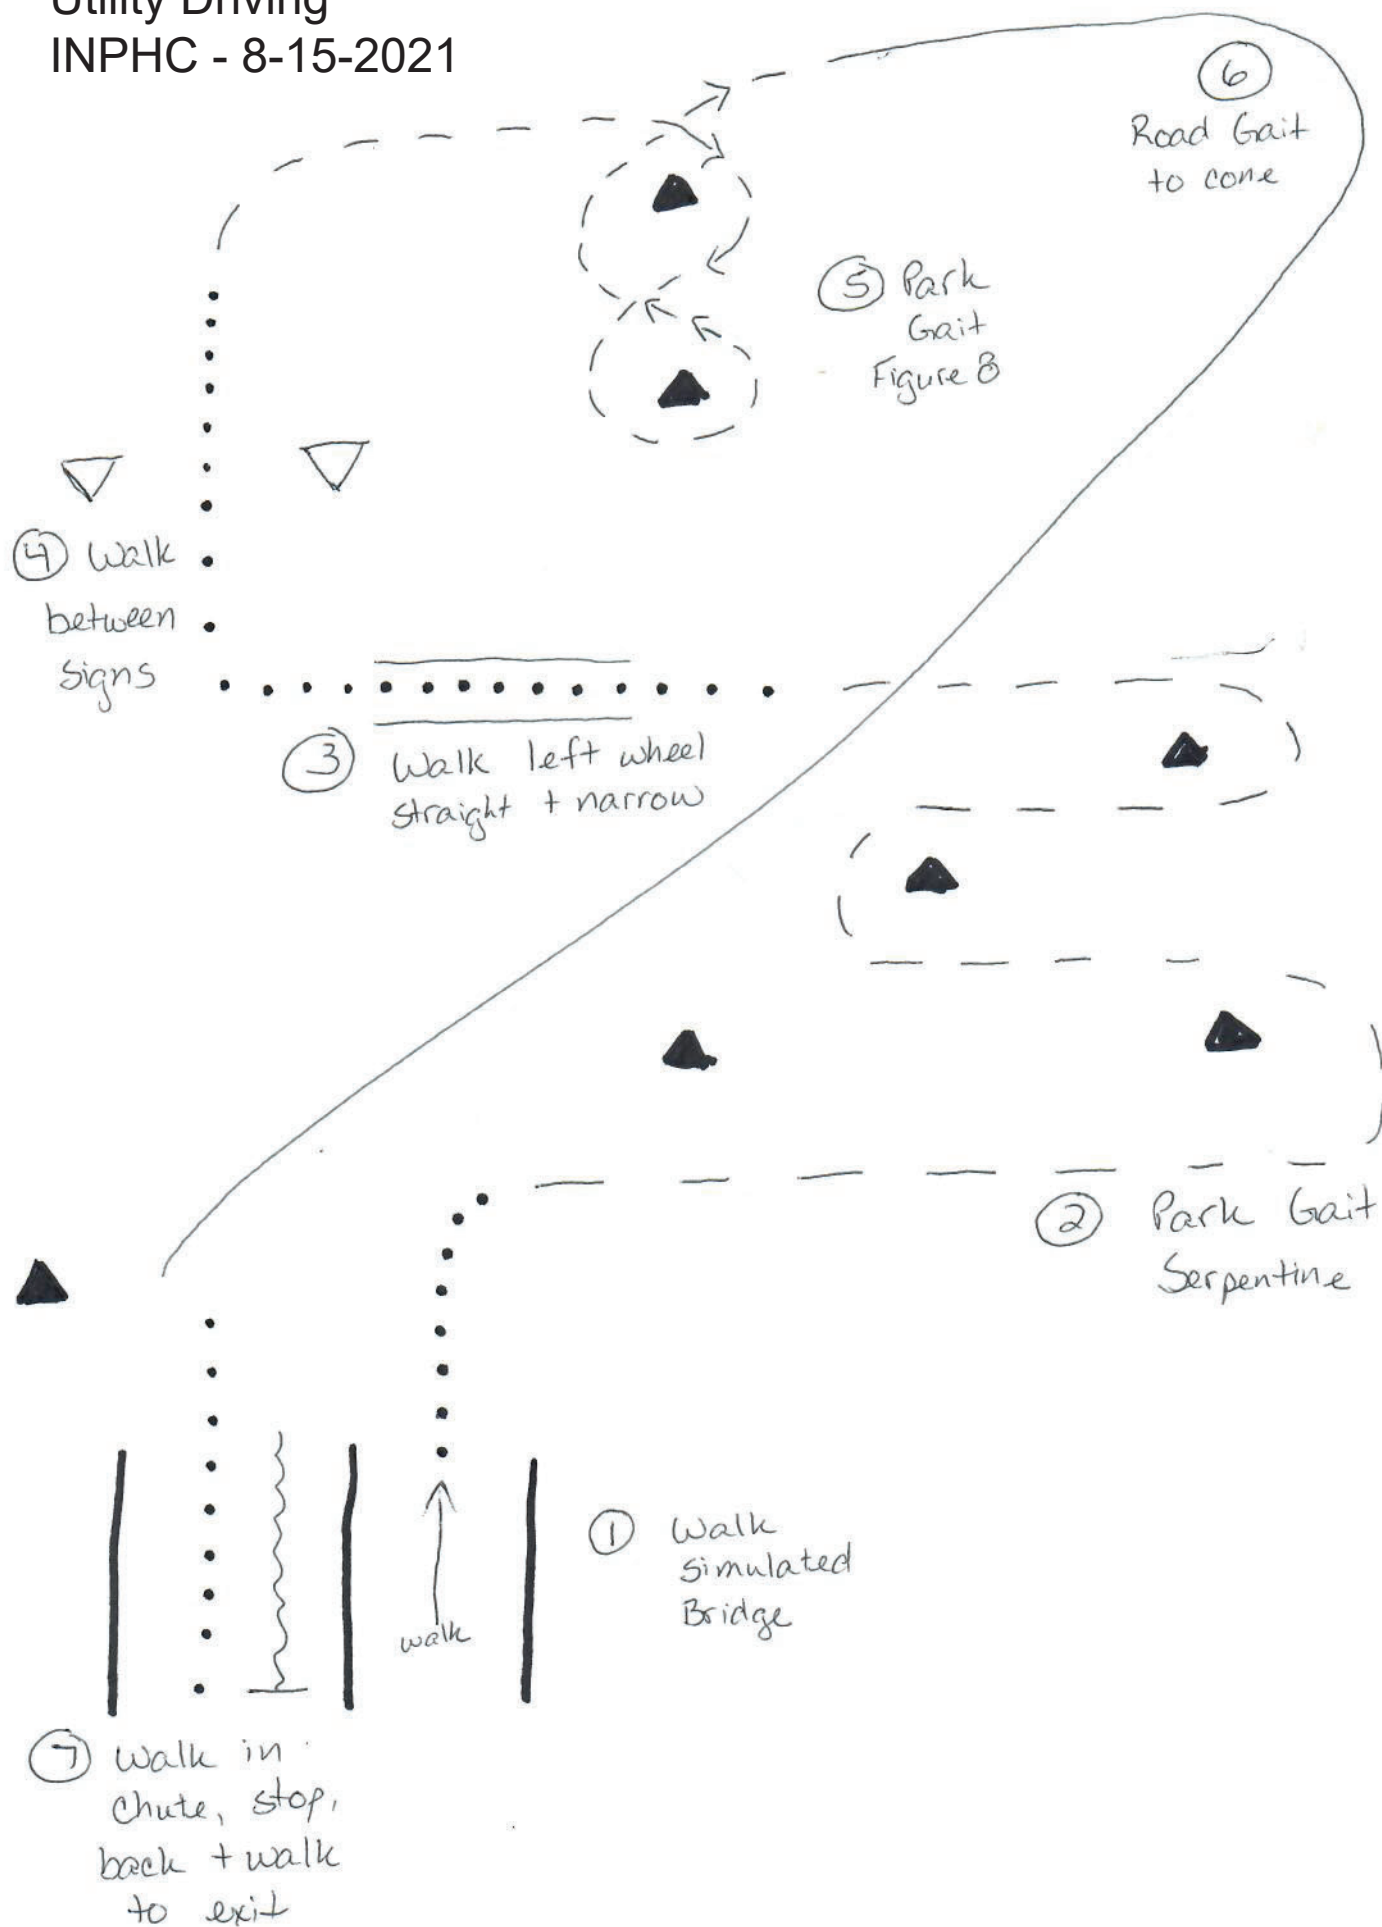 Utility Driving
INPHC - 8-15-2021
6
Road Gait
to cone
5 Park
Gait
Figure 8
4 Walk
between
signs
3 Walk left wheel
straight + narrow
2 Park Gait
Serpentine
1 Walk
simulated
Bridge
walk
7 Walk in
Chute, stop,
back + walk
to exit